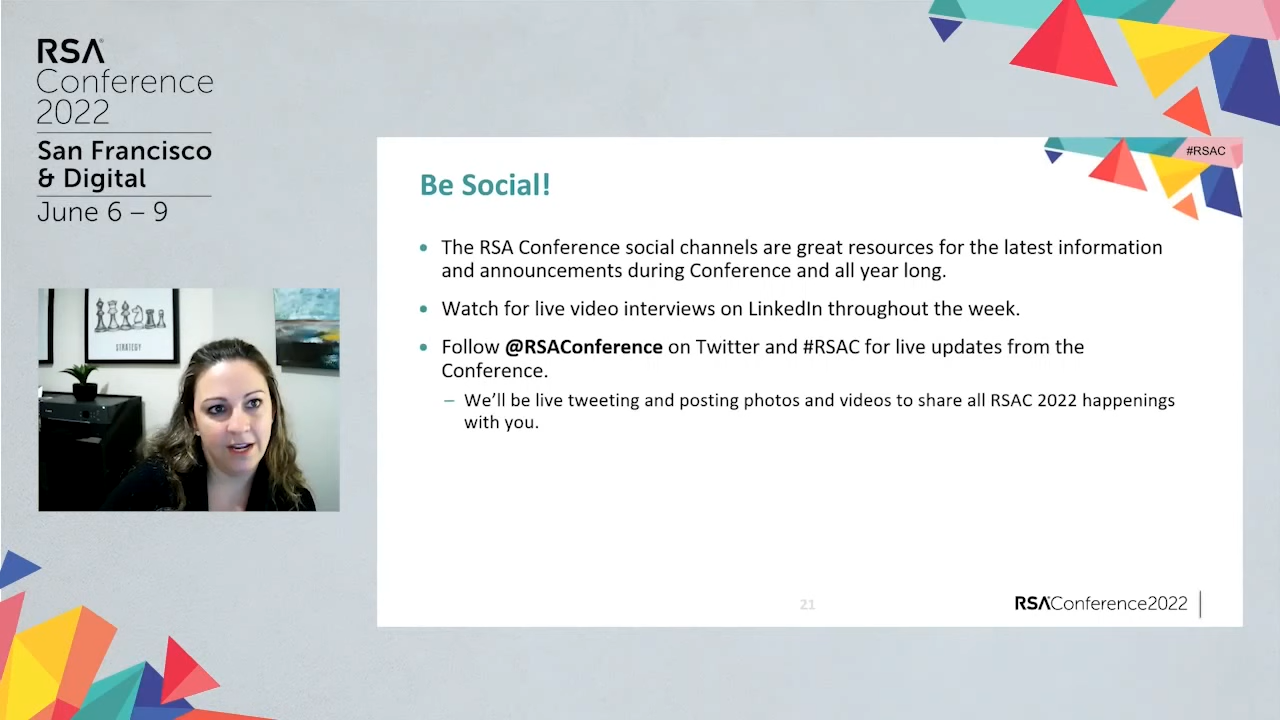 RSA®
Conference
2022
San Francisco
& Digital
June 6 – 9
STRATEGY
#RSAC
Be Social!
• The RSA Conference social channels are great resources for the latest information
and announcements during Conference and all year long.
• Watch for live video interviews on LinkedIn throughout the week.
• Follow @RSAConference on Twitter and #RSAC for live updates from the
Conference.
– We’ll be live tweeting and posting photos and videos to share all RSAC 2022 happenings
with you.
21
RSA Conference2022